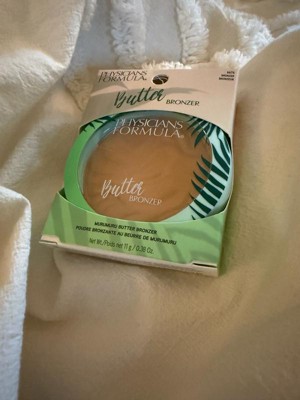 PHYSICIANS
FORMULA
Butter
BRONZER
PHYSICIANS
FORMULA
Butter
BRONZER
MURUMURU BUTTER BRONZER
POUDRE BRONZANTE AU BEURRE DE MURUMURU
Net Wt./Poids net 11 g / 0.38 Oz.